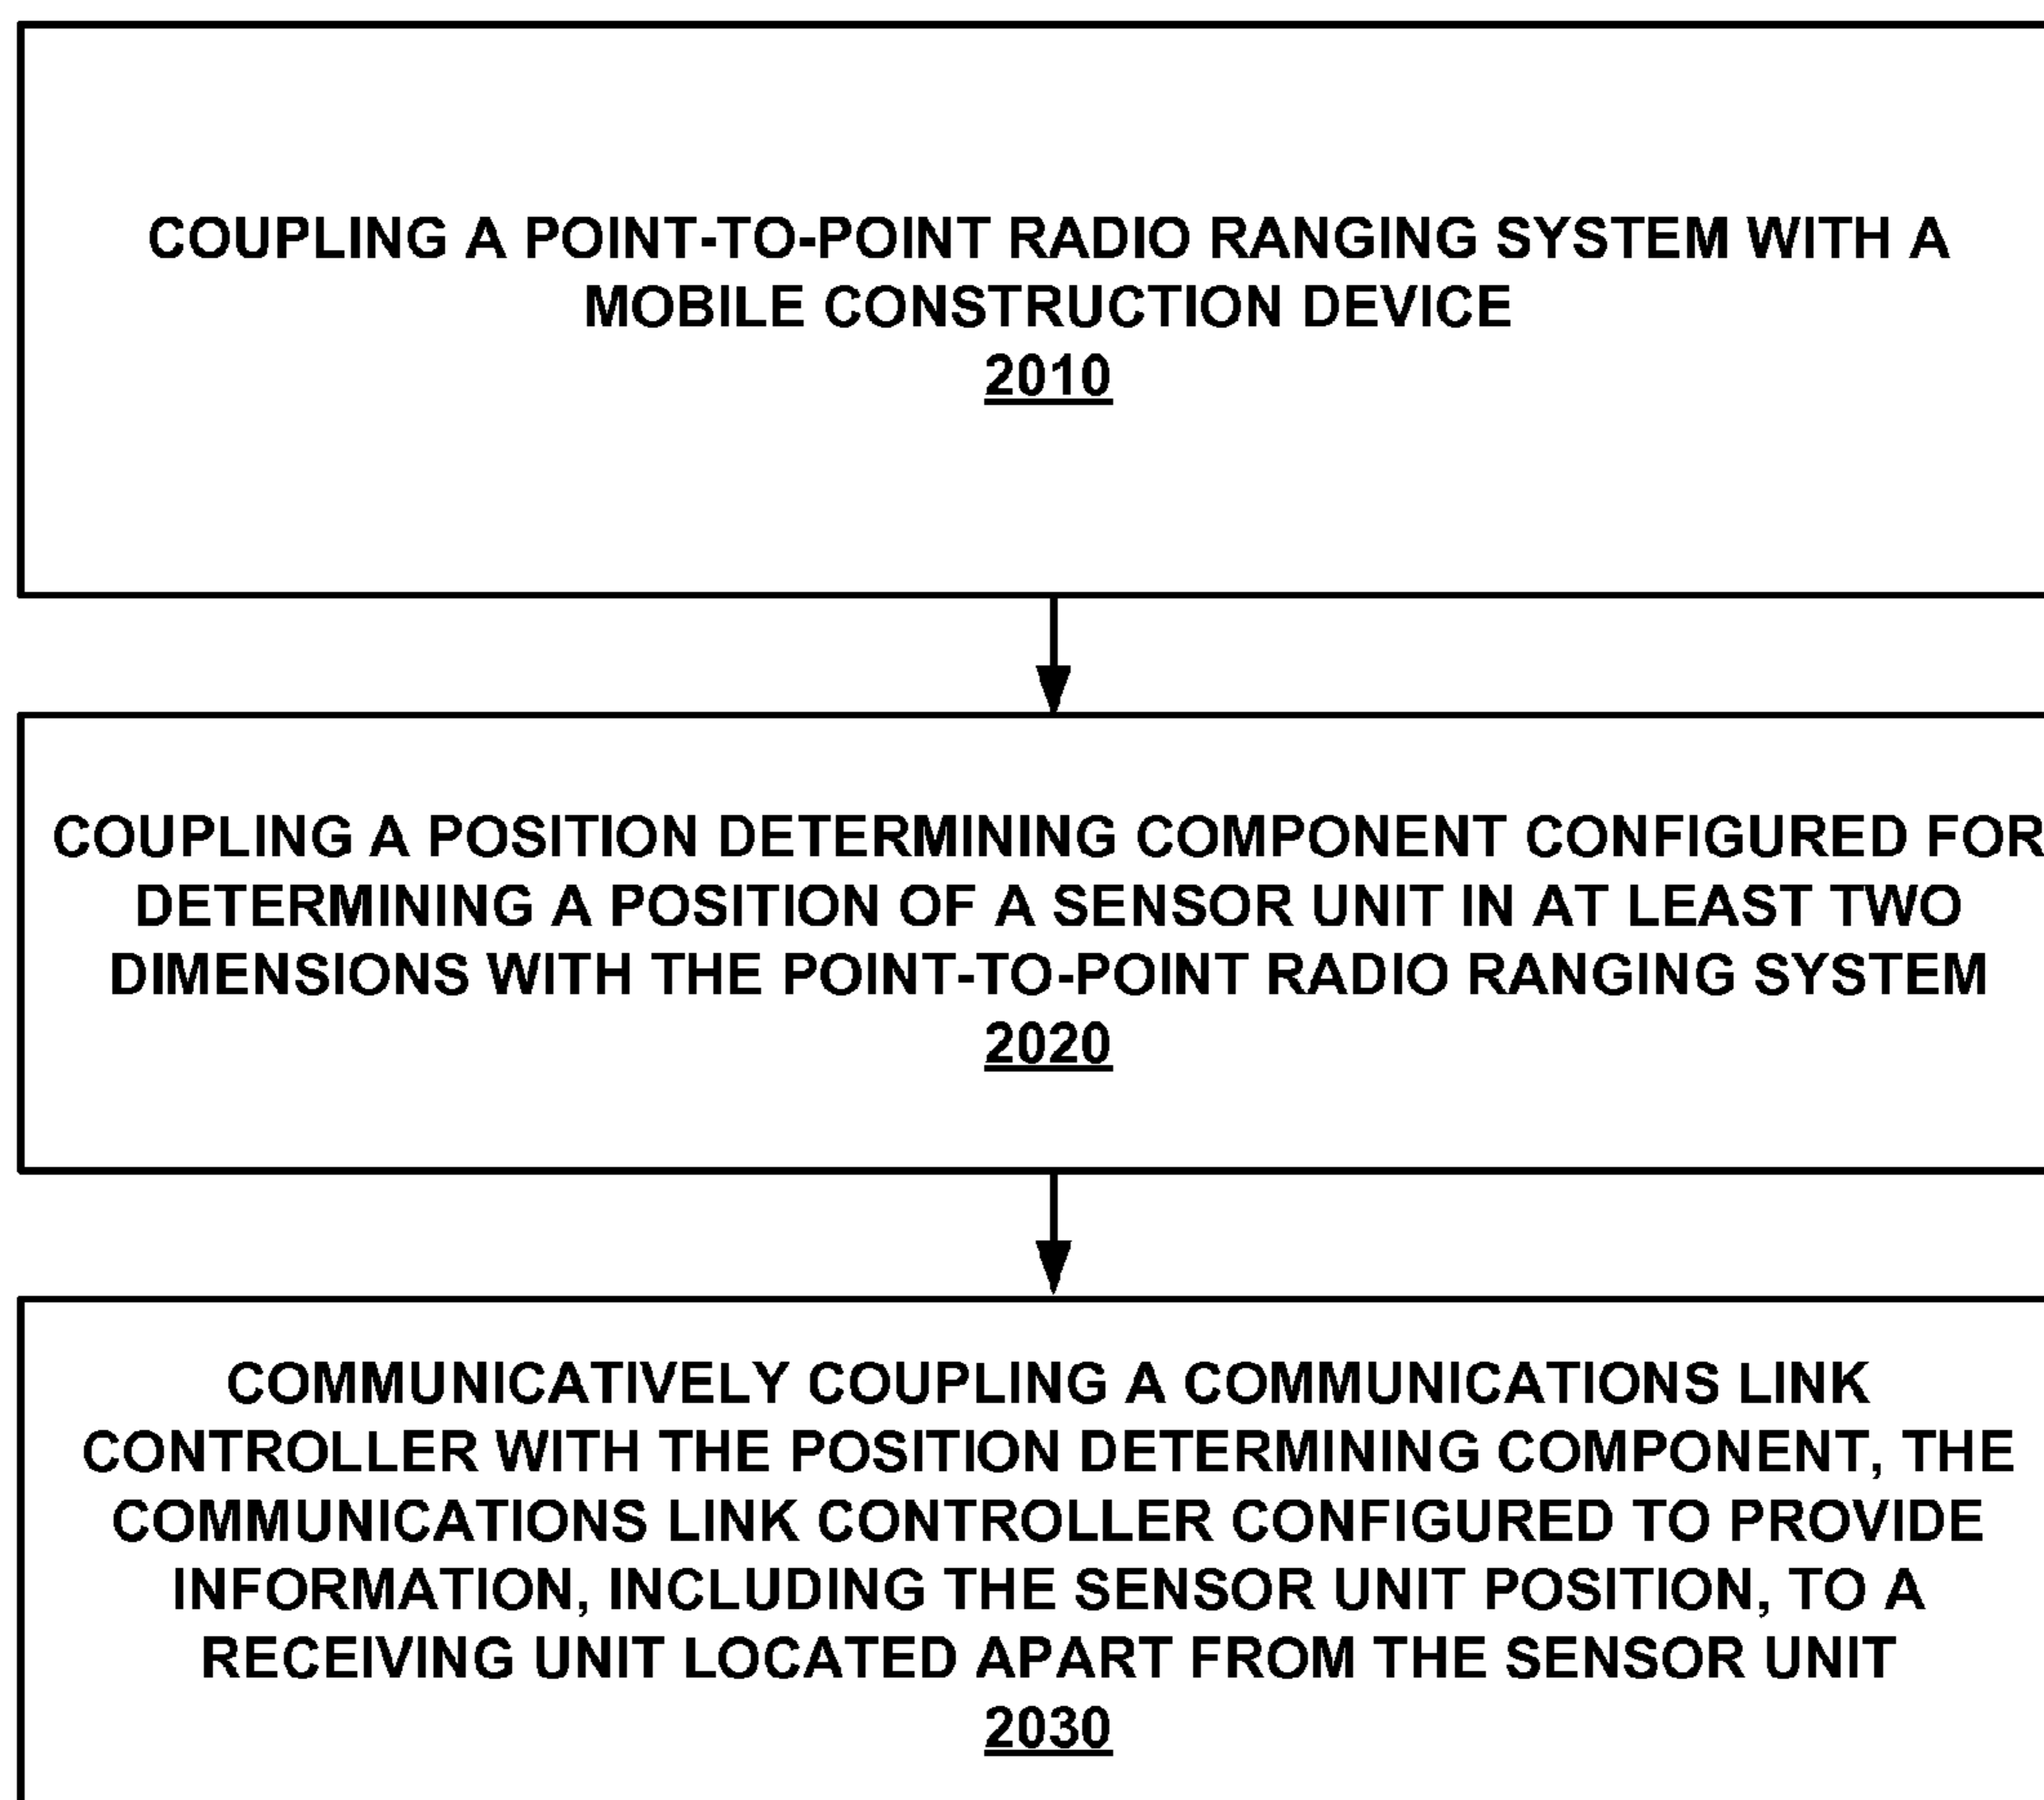 COUPLING A POINT-TO-POINT RADIO RANGING SYSTEM WITH A
MOBILE CONSTRUCTION DEVICE
2010
COUPLING A POSITION DETERMINING COMPONENT CONFIGURED FOR
DETERMINING A POSITION OF A SENSOR UNIT IN AT LEAST TWO
DIMENSIONS WITH THE POINT-TO-POINT RADIO RANGING SYSTEM
2020
COMMUNICATIVELY COUPLING A COMMUNICATIONS LINK
CONTROLLER WITH THE POSITION DETERMINING COMPONENT, THE
COMMUNICATIONS LINK CONTROLLER CONFIGURED TO PROVIDE
INFORMATION, INCLUDING THE SENSOR UNIT POSITION, TO A
RECEIVING UNIT LOCATED APART FROM THE SENSOR UNIT
2030